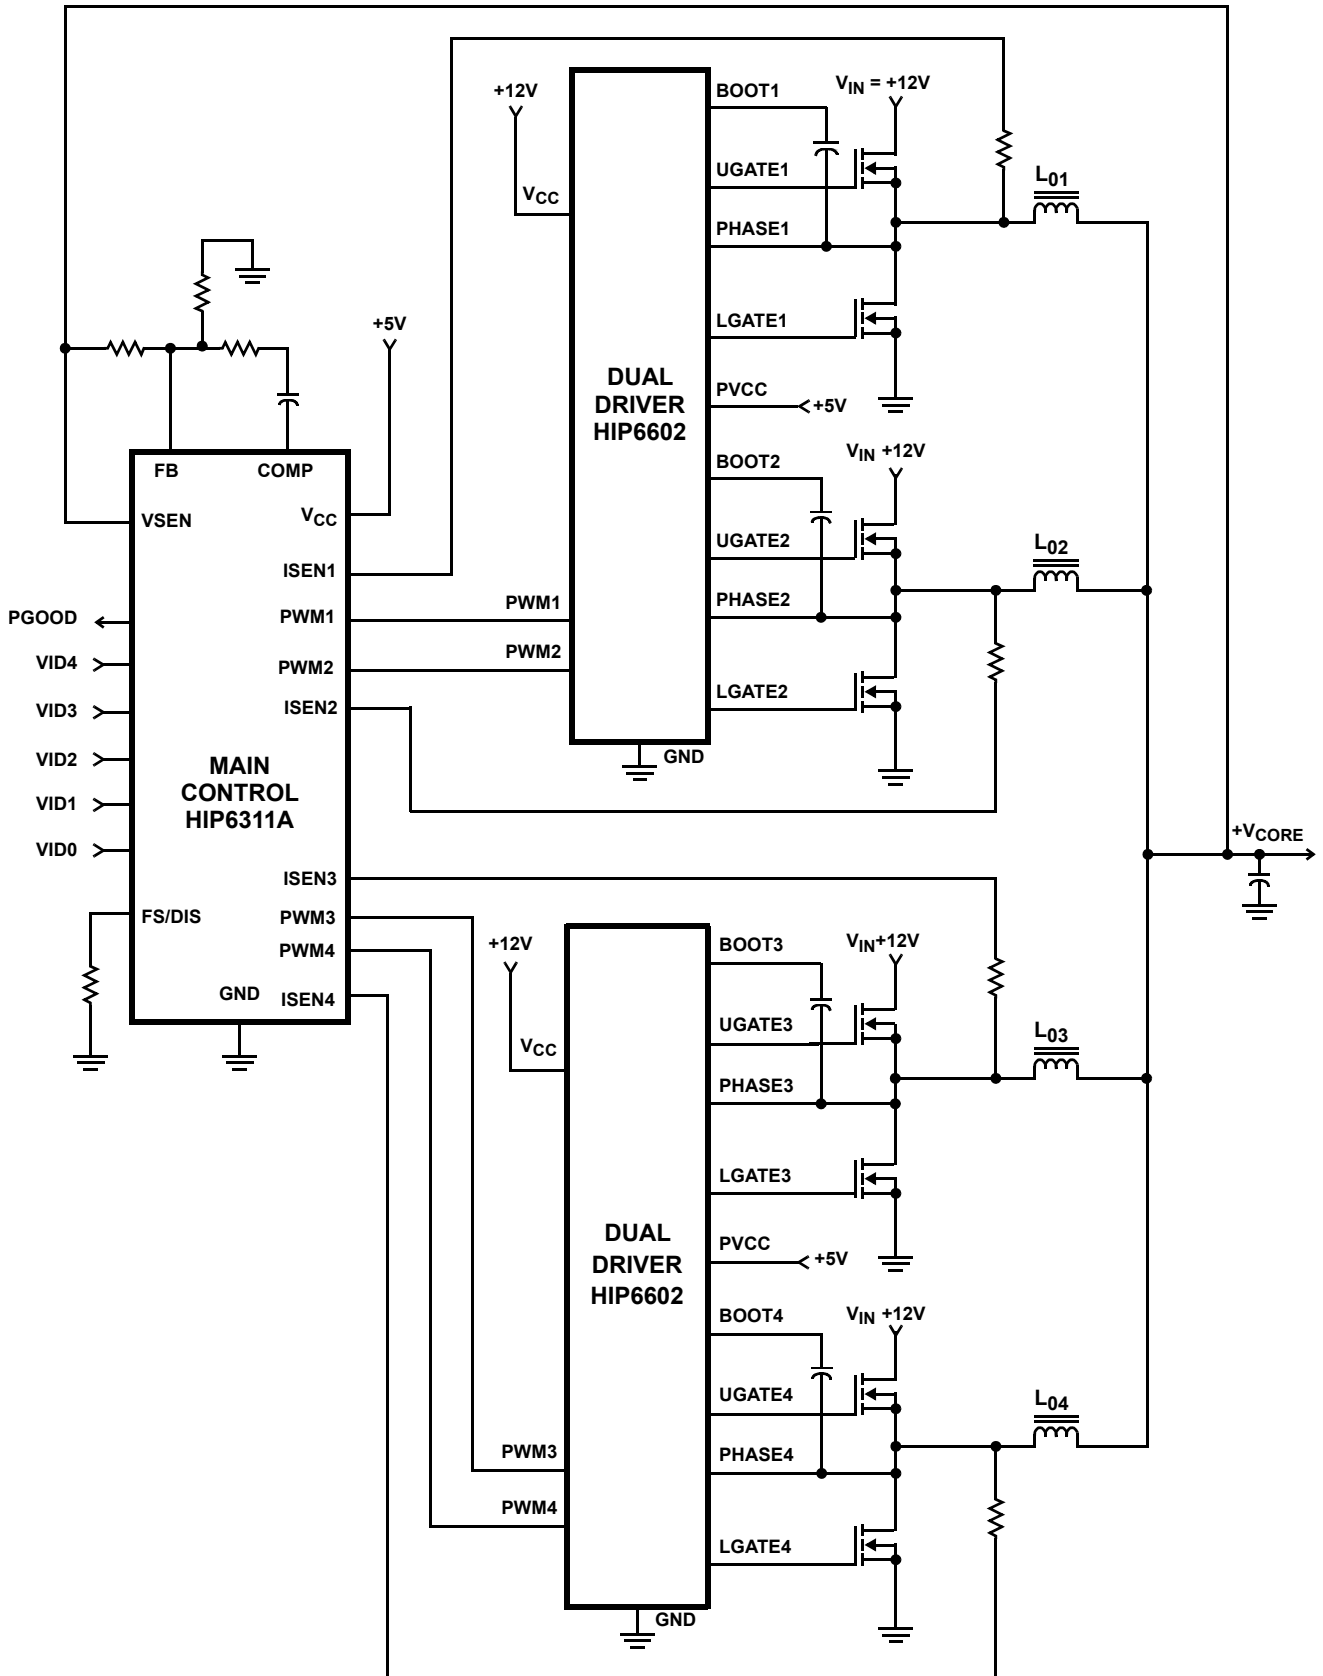 +12V
BOOT1
VIN = +12V
UGATE1
VCC
L01
PHASE1
+5V
LGATE1
DUAL
DRIVER
HIP6602
PVCC
+5V
BOOT2
VIN +12V
FB
COMP
VSEN
VCC
UGATE2
L02
ISEN1
PGOOD
PWM1
PWM1
PHASE2
VID4
PWM2
PWM2
VID3
ISEN2
LGATE2
VID2
GND
MAIN
CONTROL
HIP6311A
VID1
VID0
+VCORE
ISEN3
FS/DIS
PWM3
PWM4
GND
ISEN4
+12V
BOOT3
VIN+12V
UGATE3
VCC
L03
PHASE3
LGATE3
DUAL
DRIVER
HIP6602
PVCC
+5V
BOOT4
VIN +12V
UGATE4
L04
PWM3
PHASE4
PWM4
LGATE4
GND